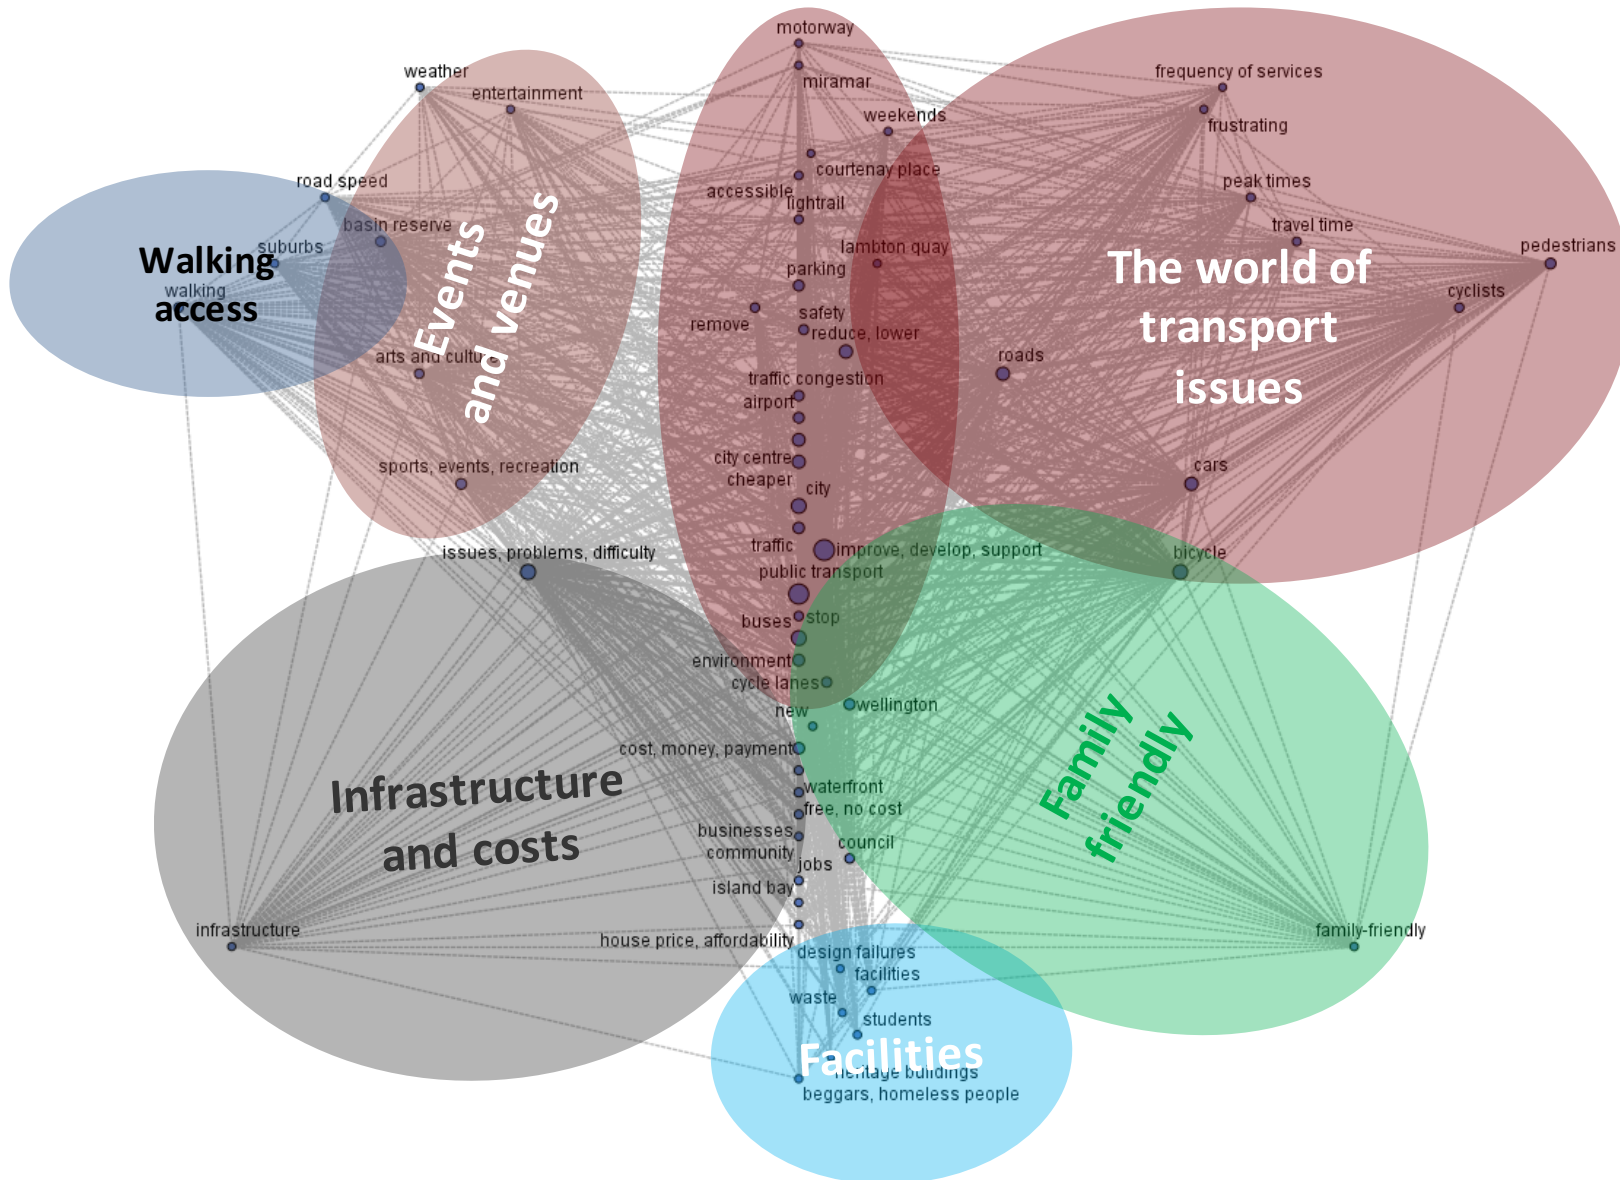 motorway
weather
miramar
frequency of services
entertainment
weekends
frustrating
courtenay place
road speed
accessible
peak times
lightrail
basin reserve
travel time
suburbs
lambton quay
pedestrians
Walking
access
walking
Events
and venues
parking
The world of
transport
issues
cyclists
safety
remove
reduce, lower
arts and culture
roads
traffic congestion
airport
city centre
sports, events, recreation
cars
cheaper
city
traffic
improve, develop, support
issues, problems, difficulty
bicycle
public transport
buses
stop
environment
cycle lanes
wellington
new
cost, money, payment
Infrastructure
and costs
Family
friendly
waterfront
free, no cost
businesses
council
community
jobs
island bay
infrastructure
family-friendly
house price, affordability
design failures
facilities
waste
students
Facilities
heritage buildings
beggars, homeless people